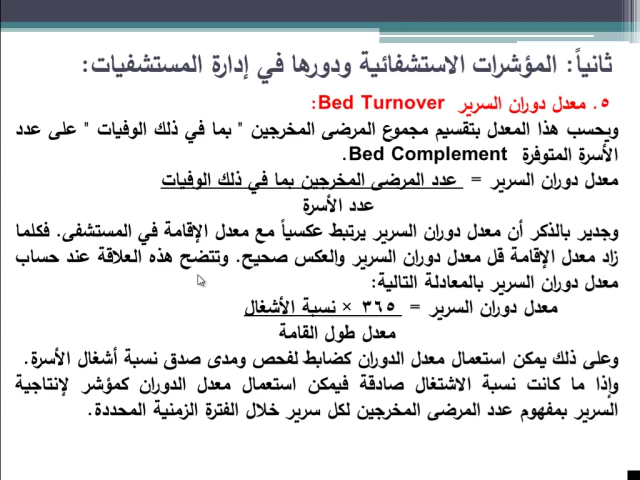 ثانياً: المؤشرات الاستشفائية ودورها في إدارة المستشفيات:
٥. معدل دوران السرير Bed Turnover:
ويحسب هذا المعدل بتقسيم مجموع المرضى المخرجين " بما في ذلك الوفيات " على عدد
الأسرة المتوفرة Bed Complement.
معدل دوران السرير = عدد المرضى المخرجين بما في ذلك الوفيات
عدد الأسرة
وجدير بالذكر أن معدل دوران السرير يرتبط عكسياً مع معدل الإقامة في المستشفى. فكلما
زاد معدل الإقامة قل معدل دوران السرير والعكس صحيح. وتتضح هذه العلاقة عند حساب
معدل دوران السرير بالمعادلة التالية:
معدل دوران السرير = ٣٦٥ × نسبة الأشغال
معدل طول القامة
وعلى ذلك يمكن استعمال معدل الدوران كضابط لفحص ومدى صدق نسبة أشغال الأسرة.
وإذا ما كانت نسبة الاشتغال صادقة فيمكن استعمال معدل الدوران كمؤشر لإنتاجية
السرير بمفهوم عدد المرضى المخرجين لكل سرير خلال الفترة الزمنية المحددة.